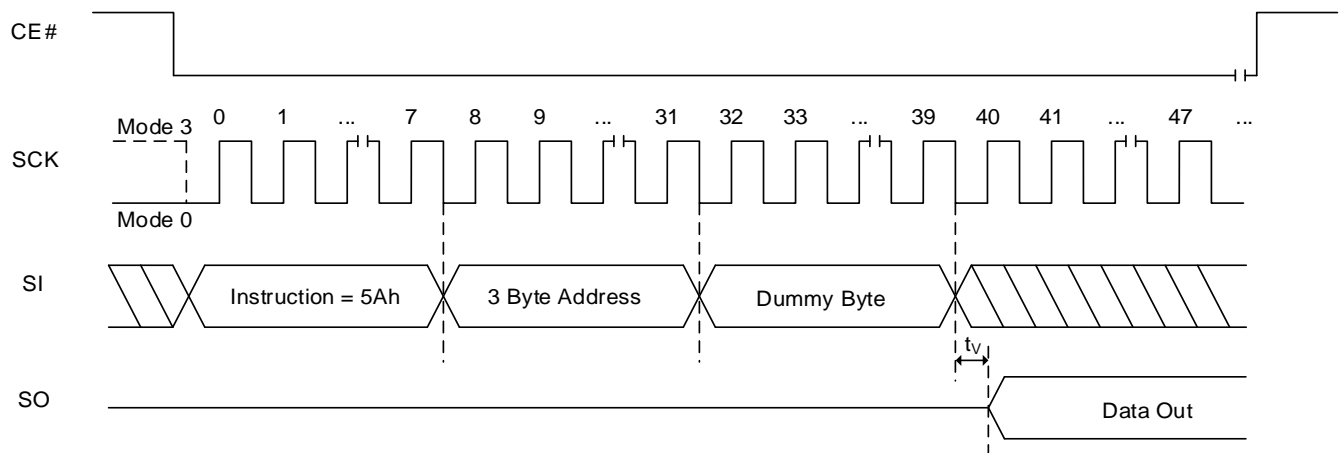 CE#
0 1 ... 7 8 9 ... 31 32 33 ... 39 40 41 ... 47 ...
Mode 3
SCK
Mode 0
SI
Instruction = 5Ah
3 Byte Address
Dummy Byte
tV
SO
Data Out